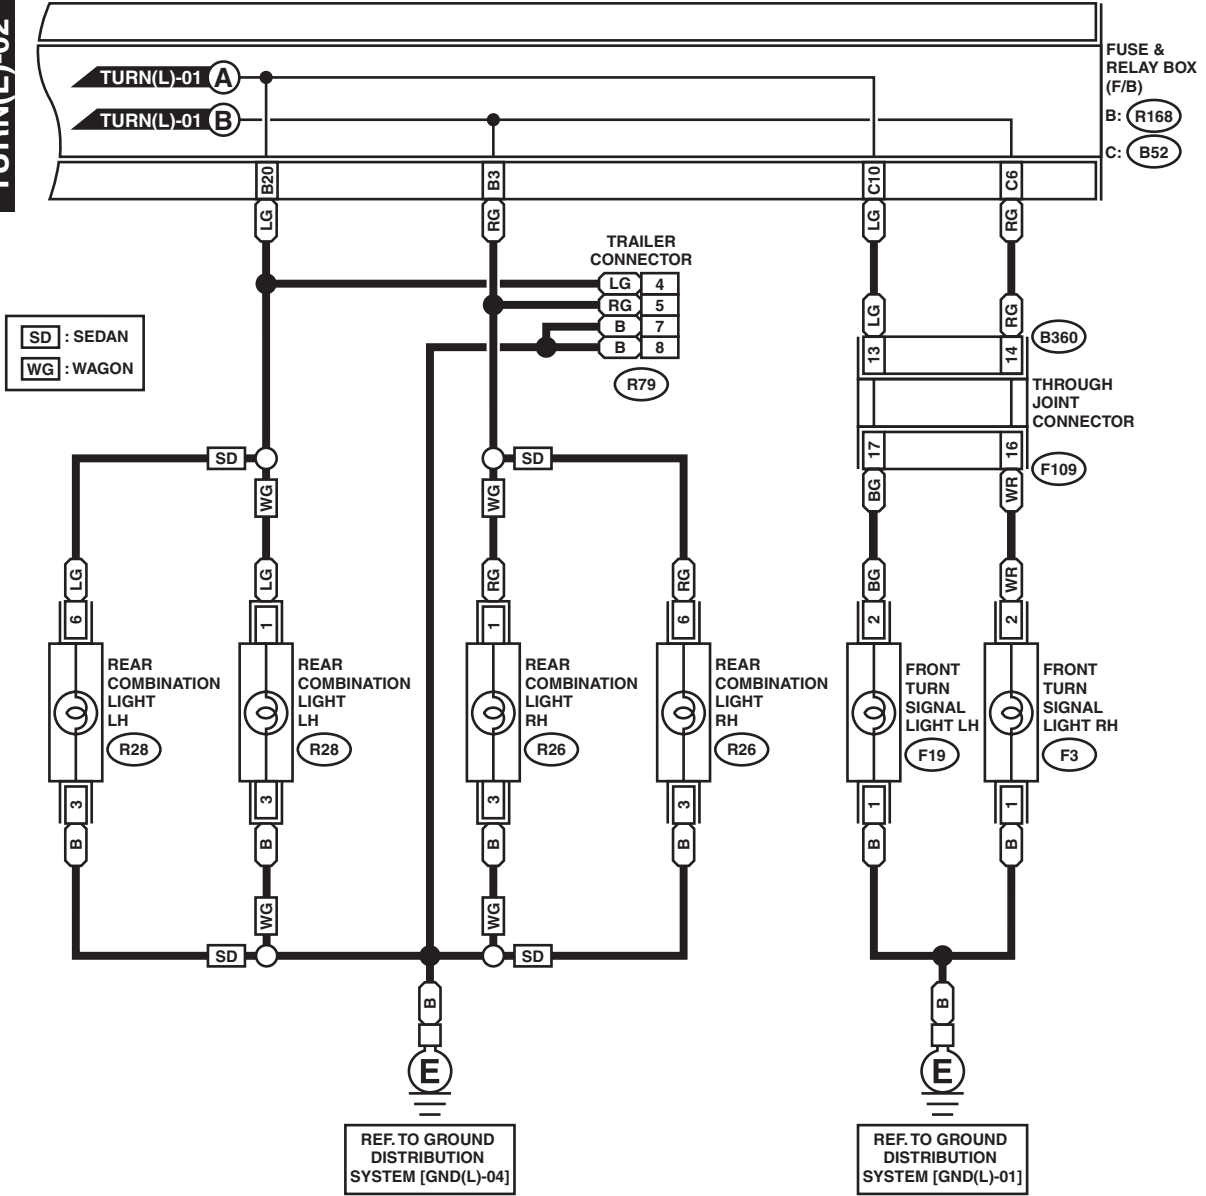 TURN(L)-02
TURN(L)-01 A
TURN(L)-01 B
FUSE &
RELAY BOX
(F/B)
B: R168
C: B52
B20
B3
C10
C6
LG
RG
LG
RG
TRAILER
CONNECTOR
LG 4
RG 5
B 7
B 8
R79
SD : SEDAN
WG : WAGON
LG
RG
13
14
B360
THROUGH
JOINT
CONNECTOR
17
16
F109
BG
WR
SD
SD
WG
WG
LG
LG
RG
RG
BG
WR
6
1
1
6
2
2
REAR
COMBINATION
LIGHT
LH
R28
REAR
COMBINATION
LIGHT
LH
R28
REAR
COMBINATION
LIGHT
RH
R26
REAR
COMBINATION
LIGHT
RH
R26
FRONT
TURN
SIGNAL
LIGHT LH
F19
FRONT
TURN
SIGNAL
LIGHT RH
F3
3
3
3
3
1
1
B
B
B
B
B
B
WG
WG
SD
SD
B
B
E
E
REF. TO GROUND
DISTRIBUTION
SYSTEM [GND(L)-04]
REF. TO GROUND
DISTRIBUTION
SYSTEM [GND(L)-01]